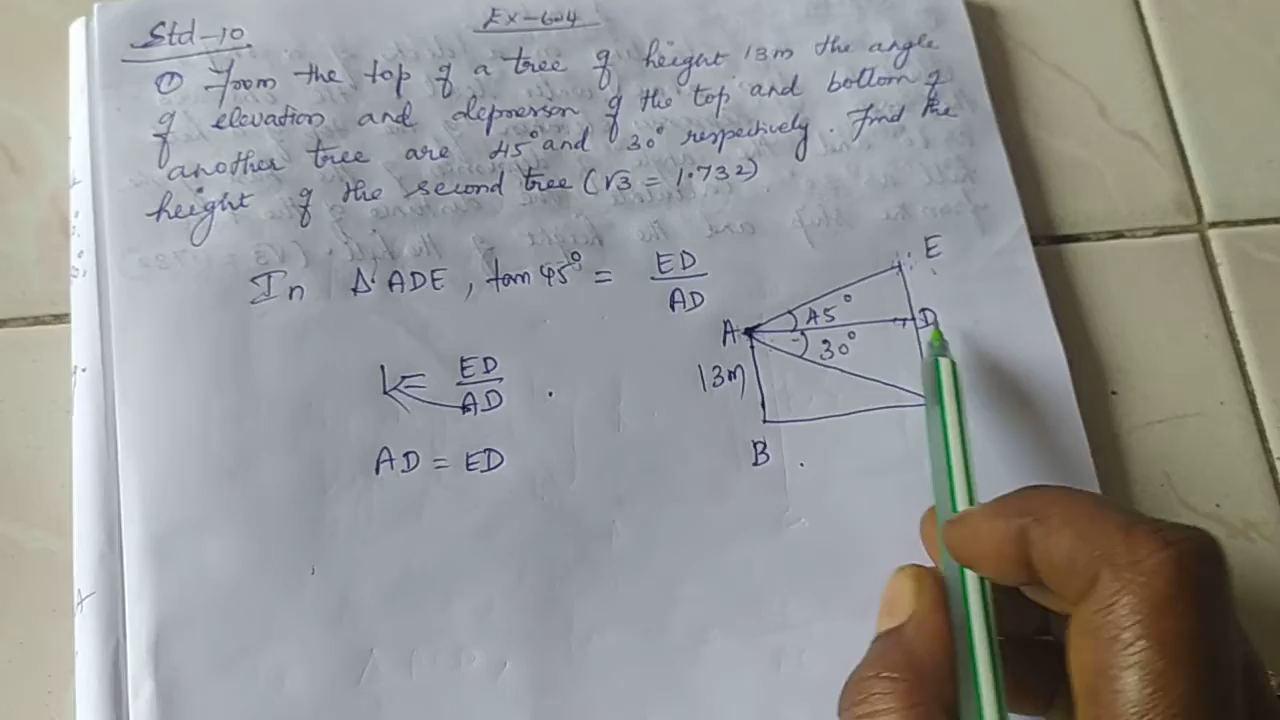 Std-10
Ex-6.4
① From the top of a tree of height 13m the angle
of elevation and depression of the top and bottom of
another tree are 45° and 30° respectively. Find the
height of the second tree (√3 = 1.732)
In Δ ADE, tan 45° = ED/AD
1 = ED/AD
AD = ED
E
A 45° D
30°
13m
B